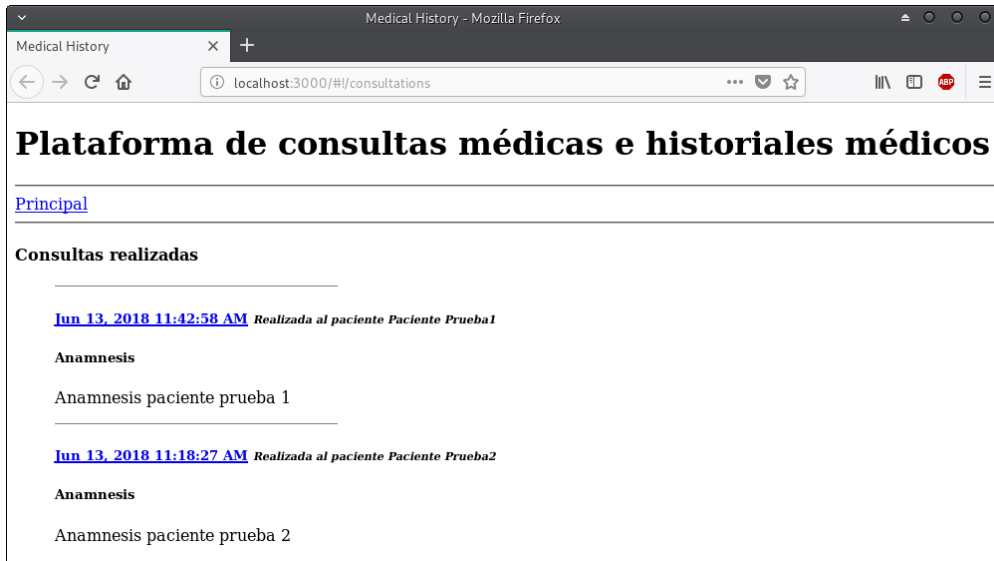 Medical History - Mozilla Firefox
Medical History
localhost:3000/#!/consultations
ABP
Plataforma de consultas médicas e historiales médicos
Principal
Consultas realizadas
Jun 13, 2018 11:42:58 AM Realizada al paciente Paciente Prueba1
Anamnesis
Anamnesis paciente prueba 1
Jun 13, 2018 11:18:27 AM Realizada al paciente Paciente Prueba2
Anamnesis
Anamnesis paciente prueba 2